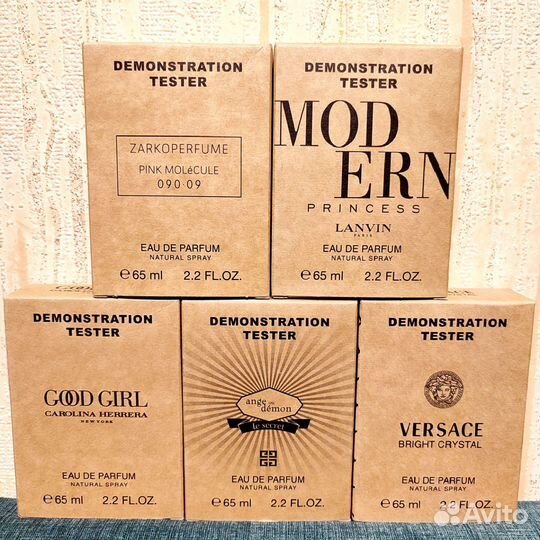 DEMONSTRATION
TESTER
ZARKOPERFUME
PINK MOLéCULE
090·09
EAU DE PARFUM
NATURAL SPRAY
℮ 65 ml 2.2 FL.OZ.
DEMONSTRATION
TESTER
MOD
ERN
PRINCESS
LANVIN
PARIS
EAU DE PARFUM
NATURAL SPRAY
℮ 65 ml 2.2 FL.OZ.
DEMONSTRATION
TESTER
GOOD GIRL
CAROLINA HERRERA
NEW YORK
EAU DE PARFUM
NATURAL SPRAY
℮ 65 ml 2.2 FL.OZ.
DEMONSTRATION
TESTER
ange ou
démon
le secret
EAU DE PARFUM
NATURAL SPRAY
℮ 65 ml 2.2 FL.OZ.
DEMONSTRATION
TESTER
VERSACE
BRIGHT CRYSTAL
EAU DE PARFUM
NATURAL SPRAY
℮ 65 ml 2.2 FL.OZ.
Avito